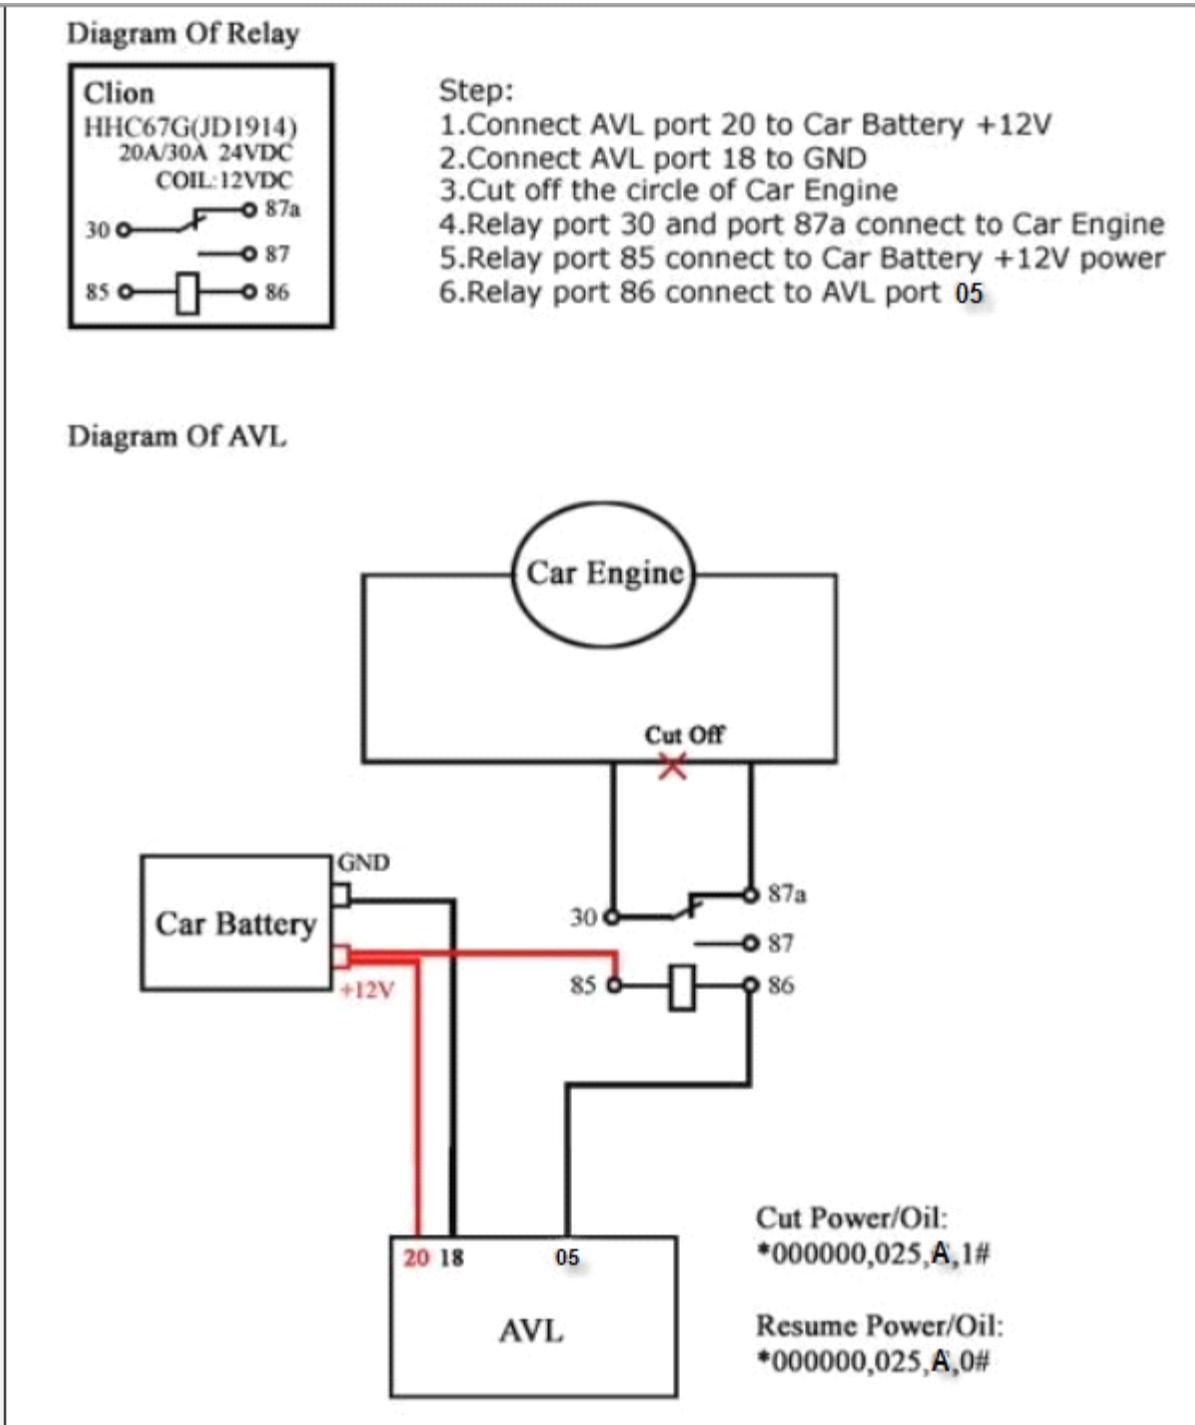 Diagram Of Relay
Clion
HHC67G(JD1914)
20A/30A 24VDC
COIL:12VDC
87a
30
87
85
86
Step:
1.Connect AVL port 20 to Car Battery +12V
2.Connect AVL port 18 to GND
3.Cut off the circle of Car Engine
4.Relay port 30 and port 87a connect to Car Engine
5.Relay port 85 connect to Car Battery +12V power
6.Relay port 86 connect to AVL port 05
Diagram Of AVL
Car Engine
Cut Off
GND
Car Battery
+12V
87a
30
87
85
86
20 18 05
AVL
Cut Power/Oil:
*000000,025,A,1#
Resume Power/Oil:
*000000,025,A,0#